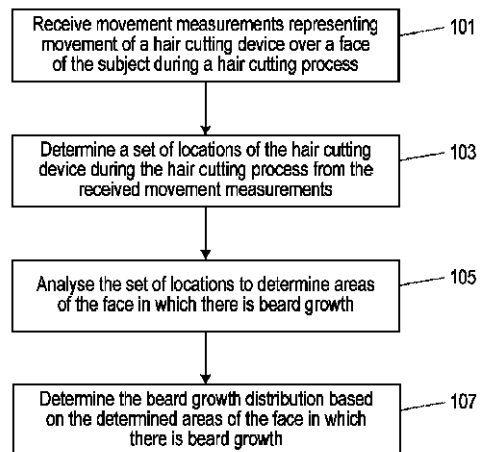 Receive movement measurements representing
movement of a hair cutting device over a face
of the subject during a hair cutting process
101
Determine a set of locations of the hair cutting
device during the hair cutting process from the
received movement measurements
103
Analyse the set of locations to determine areas
of the face in which there is beard growth
105
Determine the beard growth distribution based
on the determined areas of the face in which
there is beard growth
107